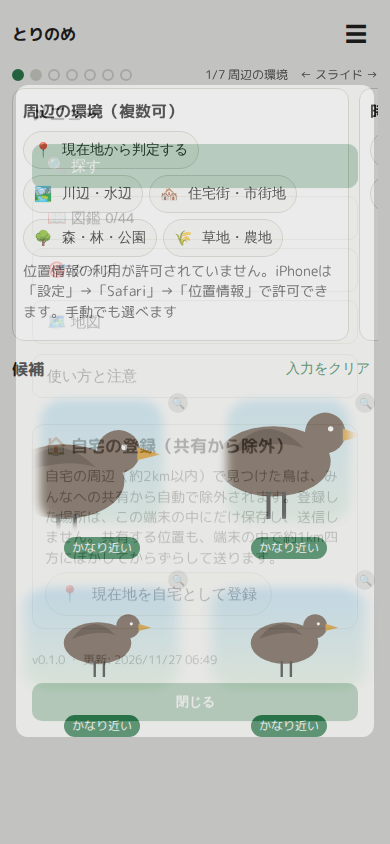 とりのめ
☰
1/7 周辺の環境 ← スライド →
周辺の環境（複数可）
📍 現在地から判定する
🔍 探す
🏞️ 川辺・水辺
🏘️ 住宅街・市街地
📖 図鑑 0/44
🌳 森・林・公園
🌾 草地・農地
位置情報の利用が許可されていません。iPhoneは
「設定」→「Safari」→「位置情報」で許可でき
ます。手動でも選べます
🗺️ 地図
候補
入力をクリア
使い方と注意
🏠 自宅の登録（共有から除外）
自宅の周辺（約2km以内）で見つけた鳥は、み
んなへの共有から自動で除外されます。登録し
た場所は、この端末の中にだけ保存し、送信し
ません。共有する位置も、端末の中で約1km四
方にぼかしてからずらして送ります。
かなり近い
かなり近い
📍 現在地を自宅として登録
v0.1.0 ・ 更新: 2026/11/27 06:49
閉じる
かなり近い
かなり近い